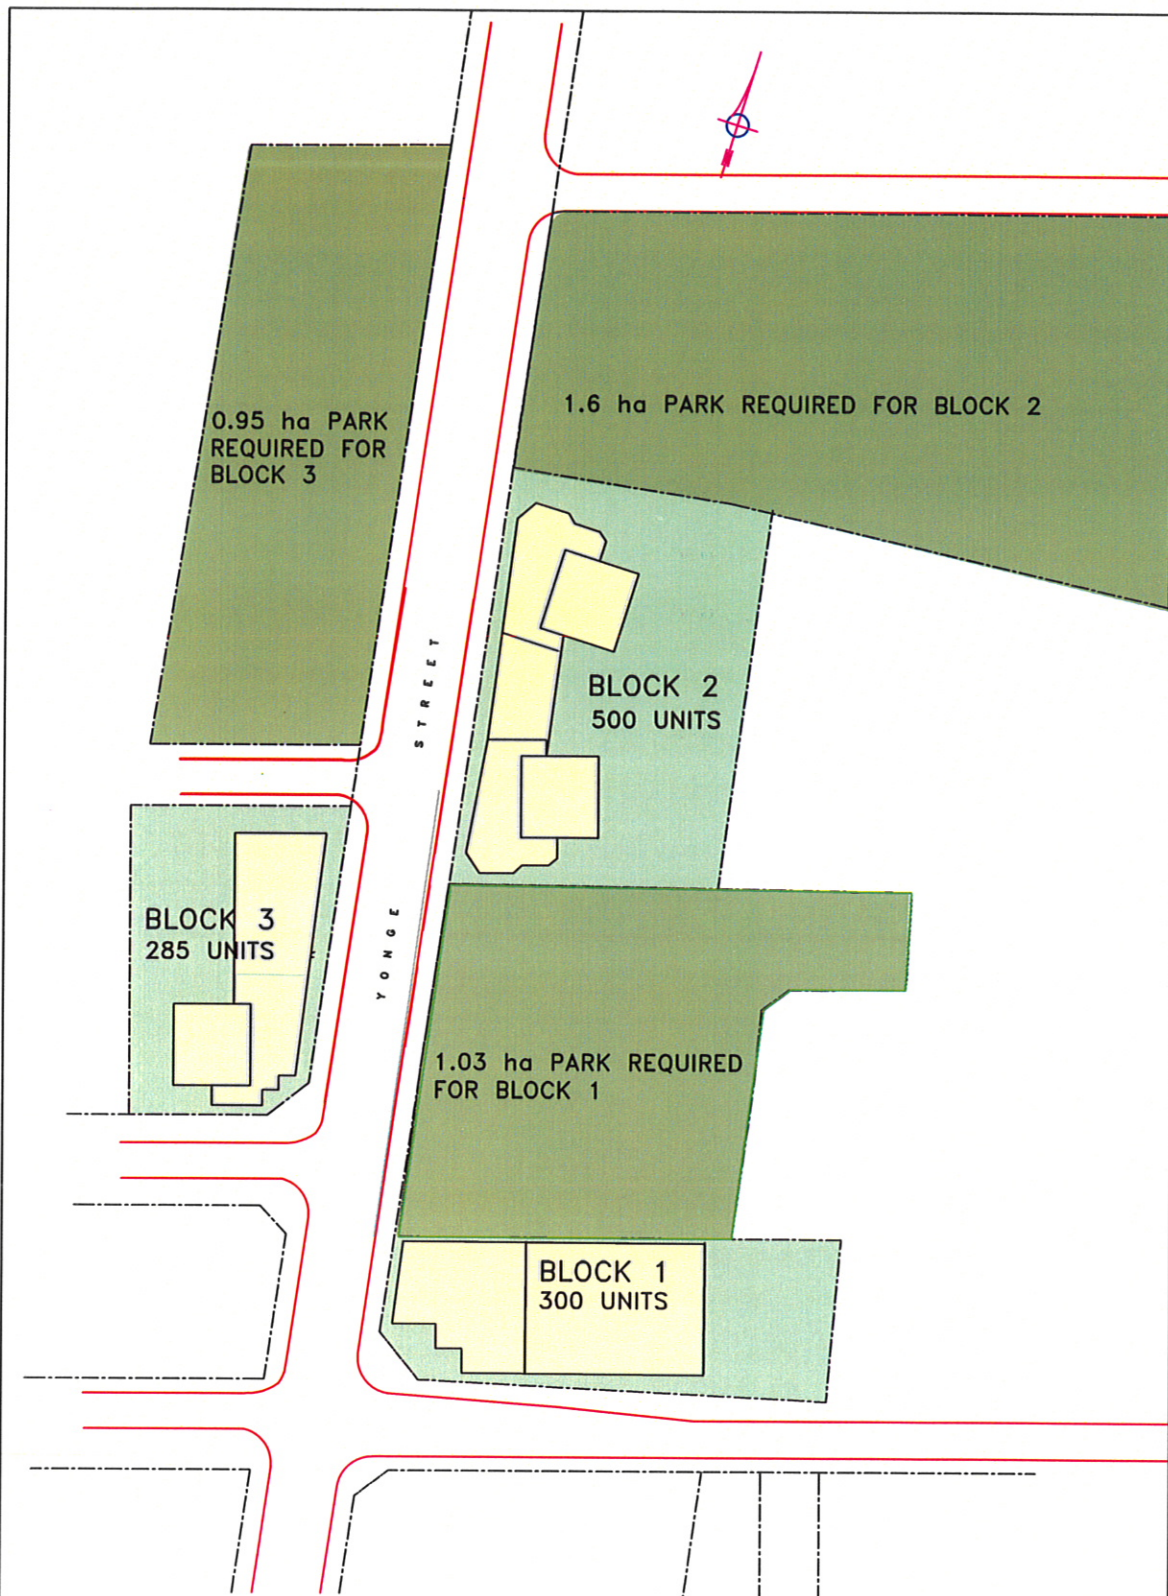 0.95 ha PARK
REQUIRED FOR
BLOCK 3
1.6 ha PARK REQUIRED FOR BLOCK 2
BLOCK 2
500 UNITS
YONGE STREET
BLOCK 3
285 UNITS
1.03 ha PARK REQUIRED
FOR BLOCK 1
BLOCK 1
300 UNITS